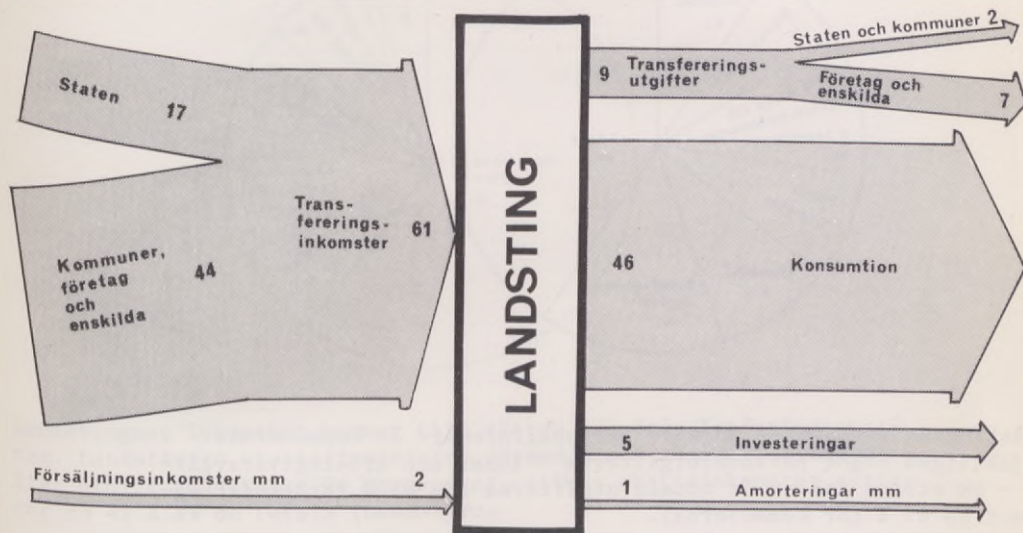 Staten
17
Kommuner,
företag
och
enskilda
44
Trans-
fererings-
inkomster
61
Försäljningsinkomster mm 2
LANDSTING
9 Transfererings-
utgifter
Staten och kommuner 2
Företag och
enskilda
7
46 Konsumtion
5 Investeringar
1 Amorteringar mm